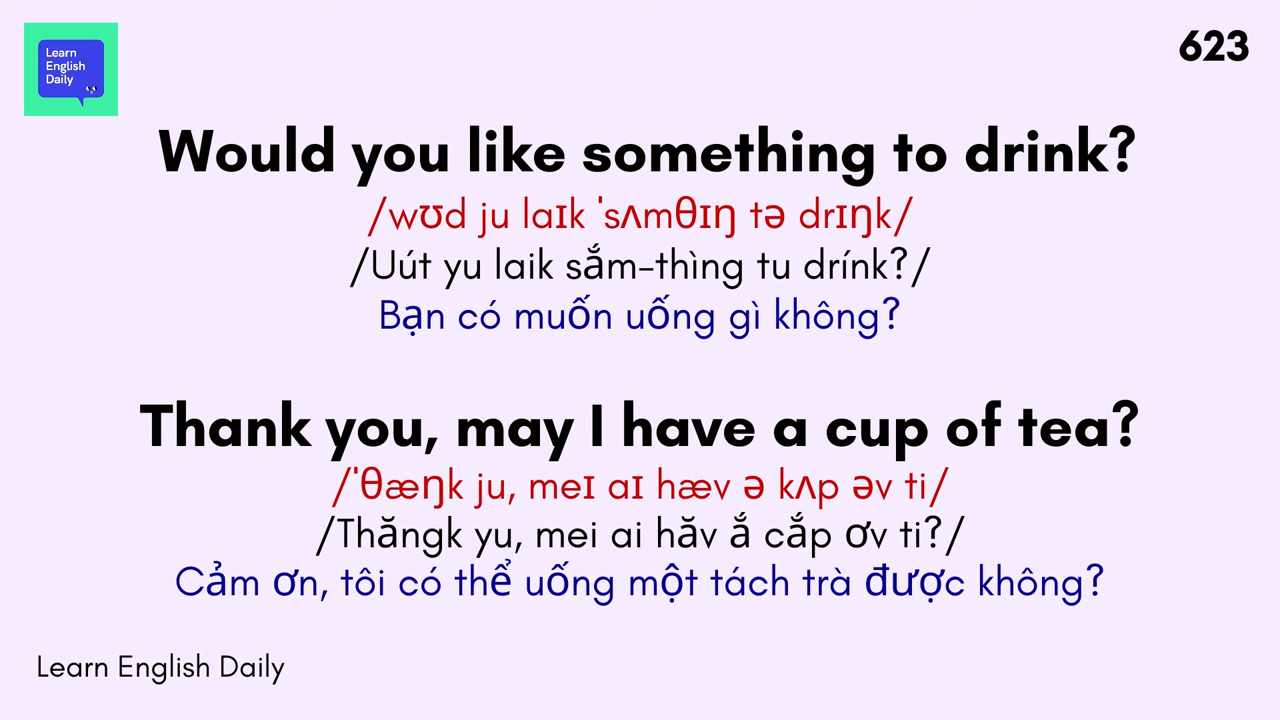 Learn
English
Daily
623
Would you like something to drink?
/wʊd ju laɪk ˈsʌmθɪŋ tə drɪŋk/
/Uút yu laik sắm-thìng tu drính?/
Bạn có muốn uống gì không?
Thank you, may I have a cup of tea?
/ˈθæŋk ju, meɪ aɪ hæv ə kʌp əv ti/
/Thăngk yu, mei ai hăv ắ cắp ơv ti?/
Cảm ơn, tôi có thể uống một tách trà được không?
Learn English Daily